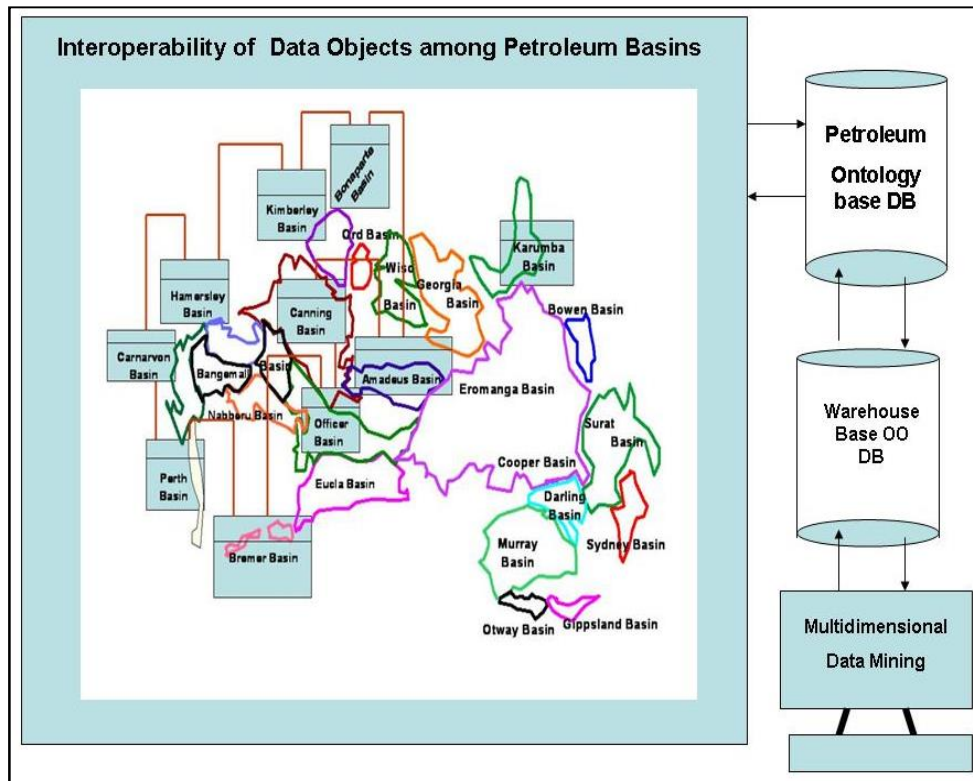 Interoperability of Data Objects among Petroleum Basins
Bonaparta
Basin
Kimberley
Basin
Ord Basin
Wiso
Basin
Georgia
Basin
Karumba
Basin
Hamersley
Basin
Canning
Basin
Bowen Basin
Carnarvon
Basin
Bangemall
Basin
Amadeus Basin
Eromanga Basin
Nabberu Basin
Officer
Basin
Surat
Basin
Perth
Basin
Eucla Basin
Cooper Basin
Darling
Basin
Bremer Basin
Murray
Basin
Sydney Basin
Otway Basin
Gippsland Basin
Petroleum
Ontology
base DB
Warehouse
Base OO
DB
Multidimensional
Data Mining